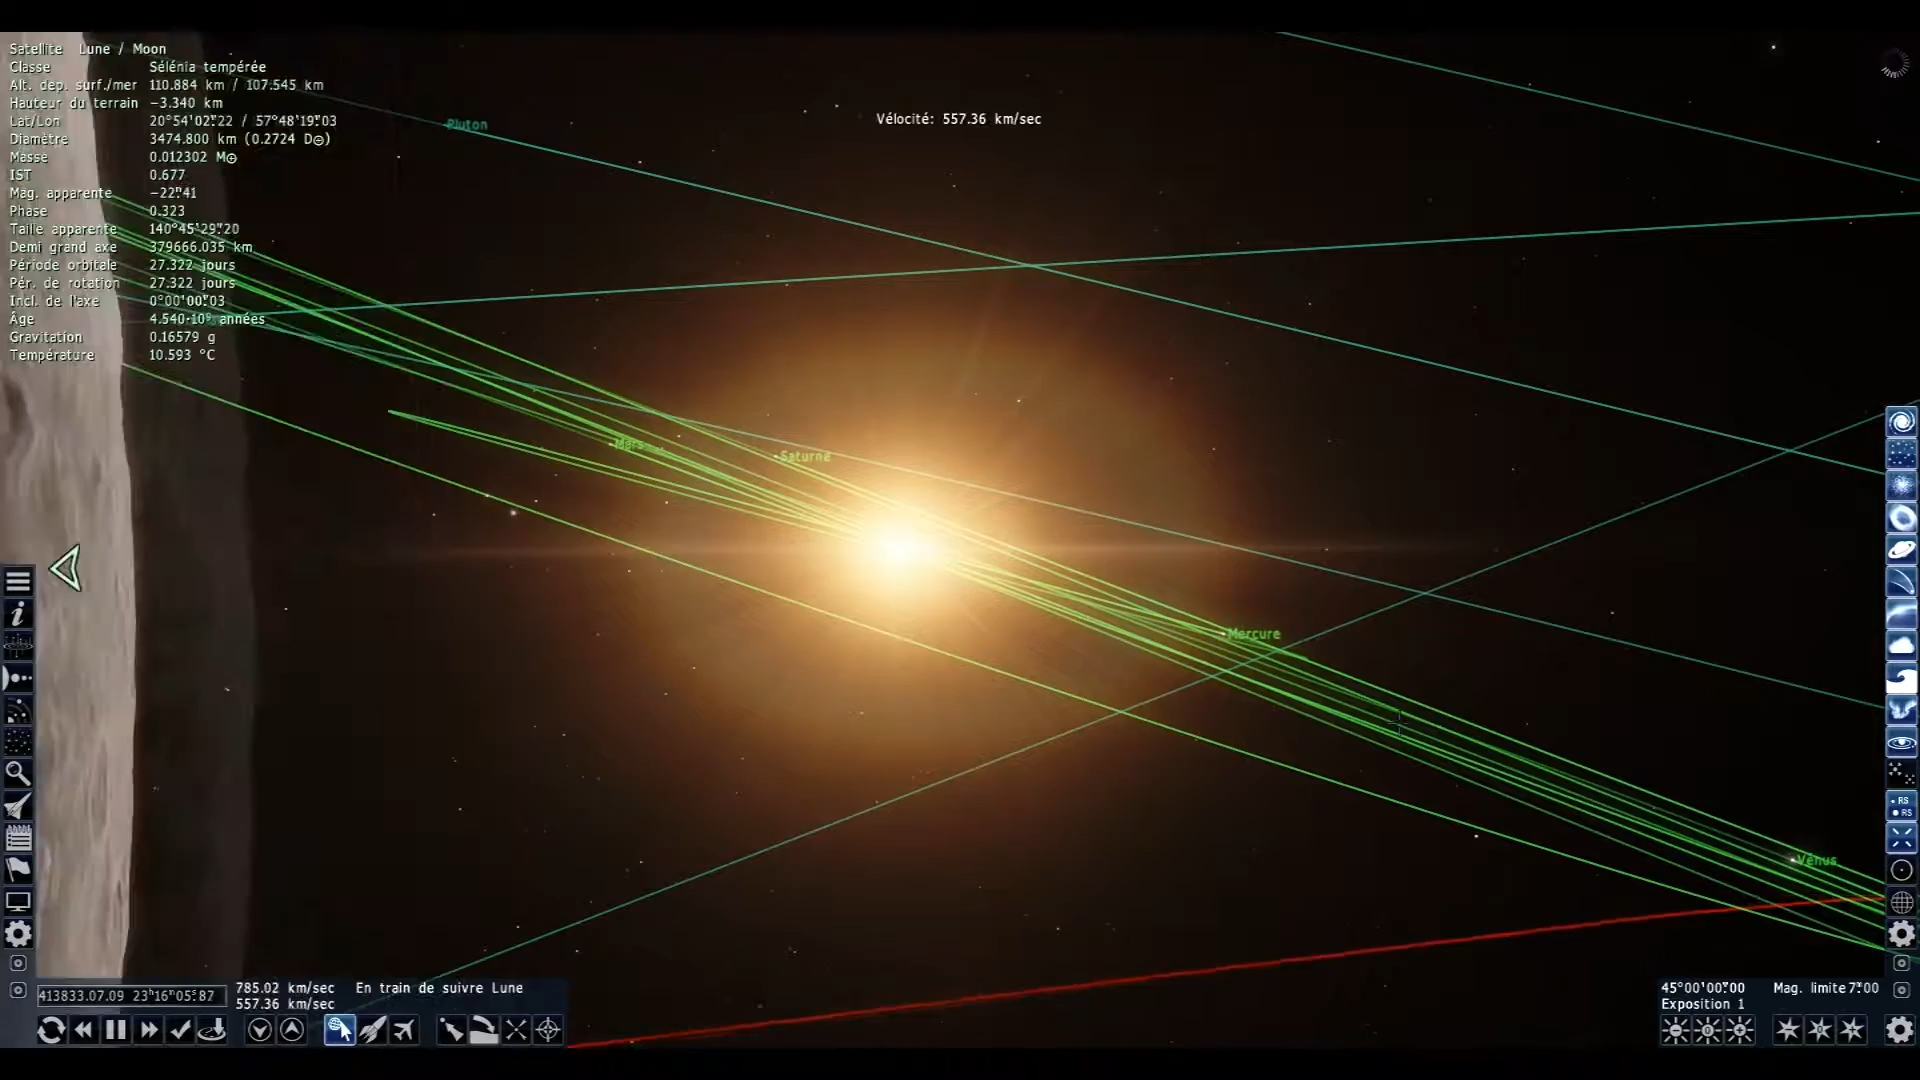 Satellite Lune / Moon
Classe Sélénia tempérée
Alt. dep. surf./mer 110.884 km / 107.545 km
Hauteur du terrain −3.340 km
Lat/Lon 20°54'02"22 / 57°48'19"03
Diamètre 3474.800 km (0.2724 D⊕)
Masse 0.012302 M⊕
IST 0.677
Mag. apparente −22m41
Phase 0.323
Taille apparente 140°45'29"20
Demi grand axe 379666.035 km
Période orbitale 27.322 jours
Pér. de rotation 27.322 jours
Incl. de l'axe 0°00'00"03
Âge 4.540·10⁹ années
Gravitation 0.16579 g
Température 10.593 °C
Vélocité: 557.36 km/sec
Pluton
Mars
Saturne
Mercure
Vénus
RS
RS
413833.07.09 23h16m05s87
785.02 km/sec En train de suivre Lune
557.36 km/sec
45°00'00"00 Mag. limite 7m00
Exposition 1